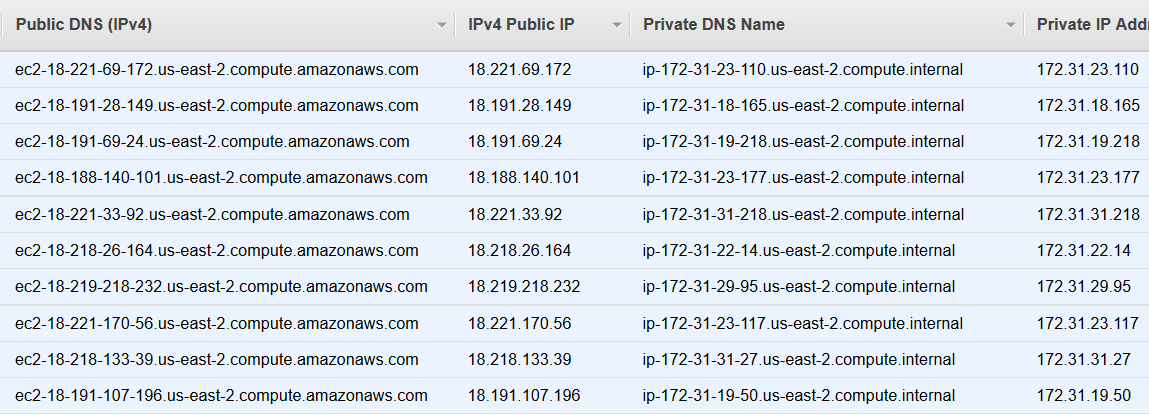 Public DNS (IPv4) IPv4 Public IP Private DNS Name Private IP Addr
ec2-18-221-69-172.us-east-2.compute.amazonaws.com 18.221.69.172 ip-172-31-23-110.us-east-2.compute.internal 172.31.23.110
ec2-18-191-28-149.us-east-2.compute.amazonaws.com 18.191.28.149 ip-172-31-18-165.us-east-2.compute.internal 172.31.18.165
ec2-18-191-69-24.us-east-2.compute.amazonaws.com 18.191.69.24 ip-172-31-19-218.us-east-2.compute.internal 172.31.19.218
ec2-18-188-140-101.us-east-2.compute.amazonaws.com 18.188.140.101 ip-172-31-23-177.us-east-2.compute.internal 172.31.23.177
ec2-18-221-33-92.us-east-2.compute.amazonaws.com 18.221.33.92 ip-172-31-31-218.us-east-2.compute.internal 172.31.31.218
ec2-18-218-26-164.us-east-2.compute.amazonaws.com 18.218.26.164 ip-172-31-22-14.us-east-2.compute.internal 172.31.22.14
ec2-18-219-218-232.us-east-2.compute.amazonaws.com 18.219.218.232 ip-172-31-29-95.us-east-2.compute.internal 172.31.29.95
ec2-18-221-170-56.us-east-2.compute.amazonaws.com 18.221.170.56 ip-172-31-23-117.us-east-2.compute.internal 172.31.23.117
ec2-18-218-133-39.us-east-2.compute.amazonaws.com 18.218.133.39 ip-172-31-31-27.us-east-2.compute.internal 172.31.31.27
ec2-18-191-107-196.us-east-2.compute.amazonaws.com 18.191.107.196 ip-172-31-19-50.us-east-2.compute.internal 172.31.19.50